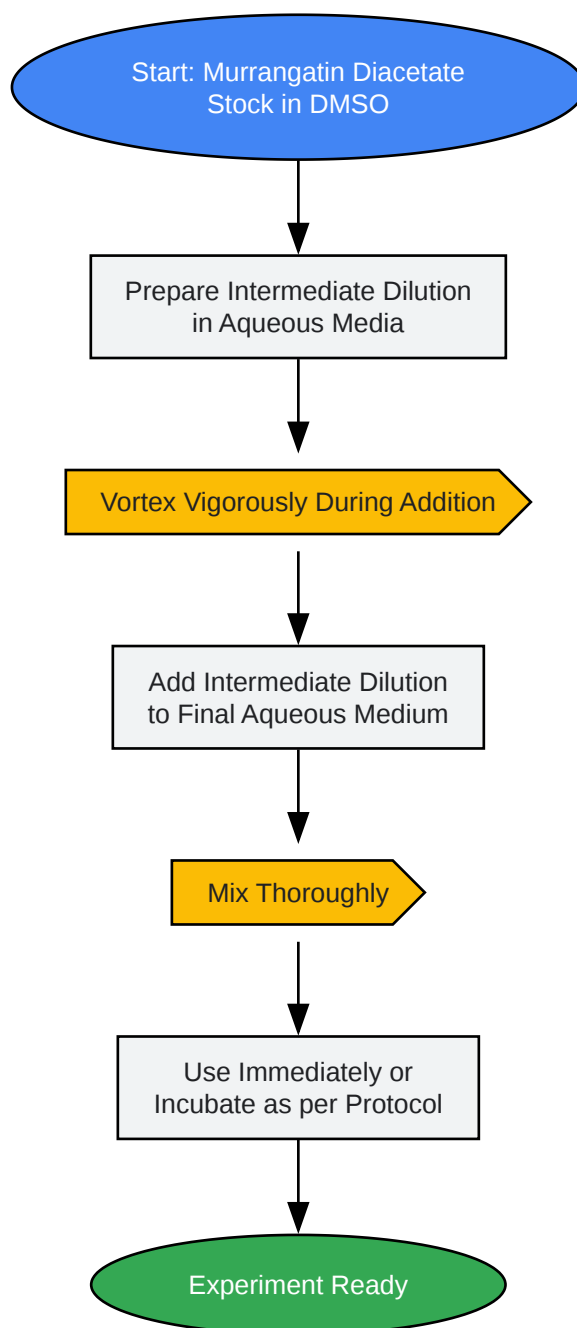 Start: Murrangatin Diacetate
Stock in DMSO
Prepare Intermediate Dilution
in Aqueous Media
Vortex Vigorously During Addition
Add Intermediate Dilution
to Final Aqueous Medium
Mix Thoroughly
Use Immediately or
Incubate as per Protocol
Experiment Ready